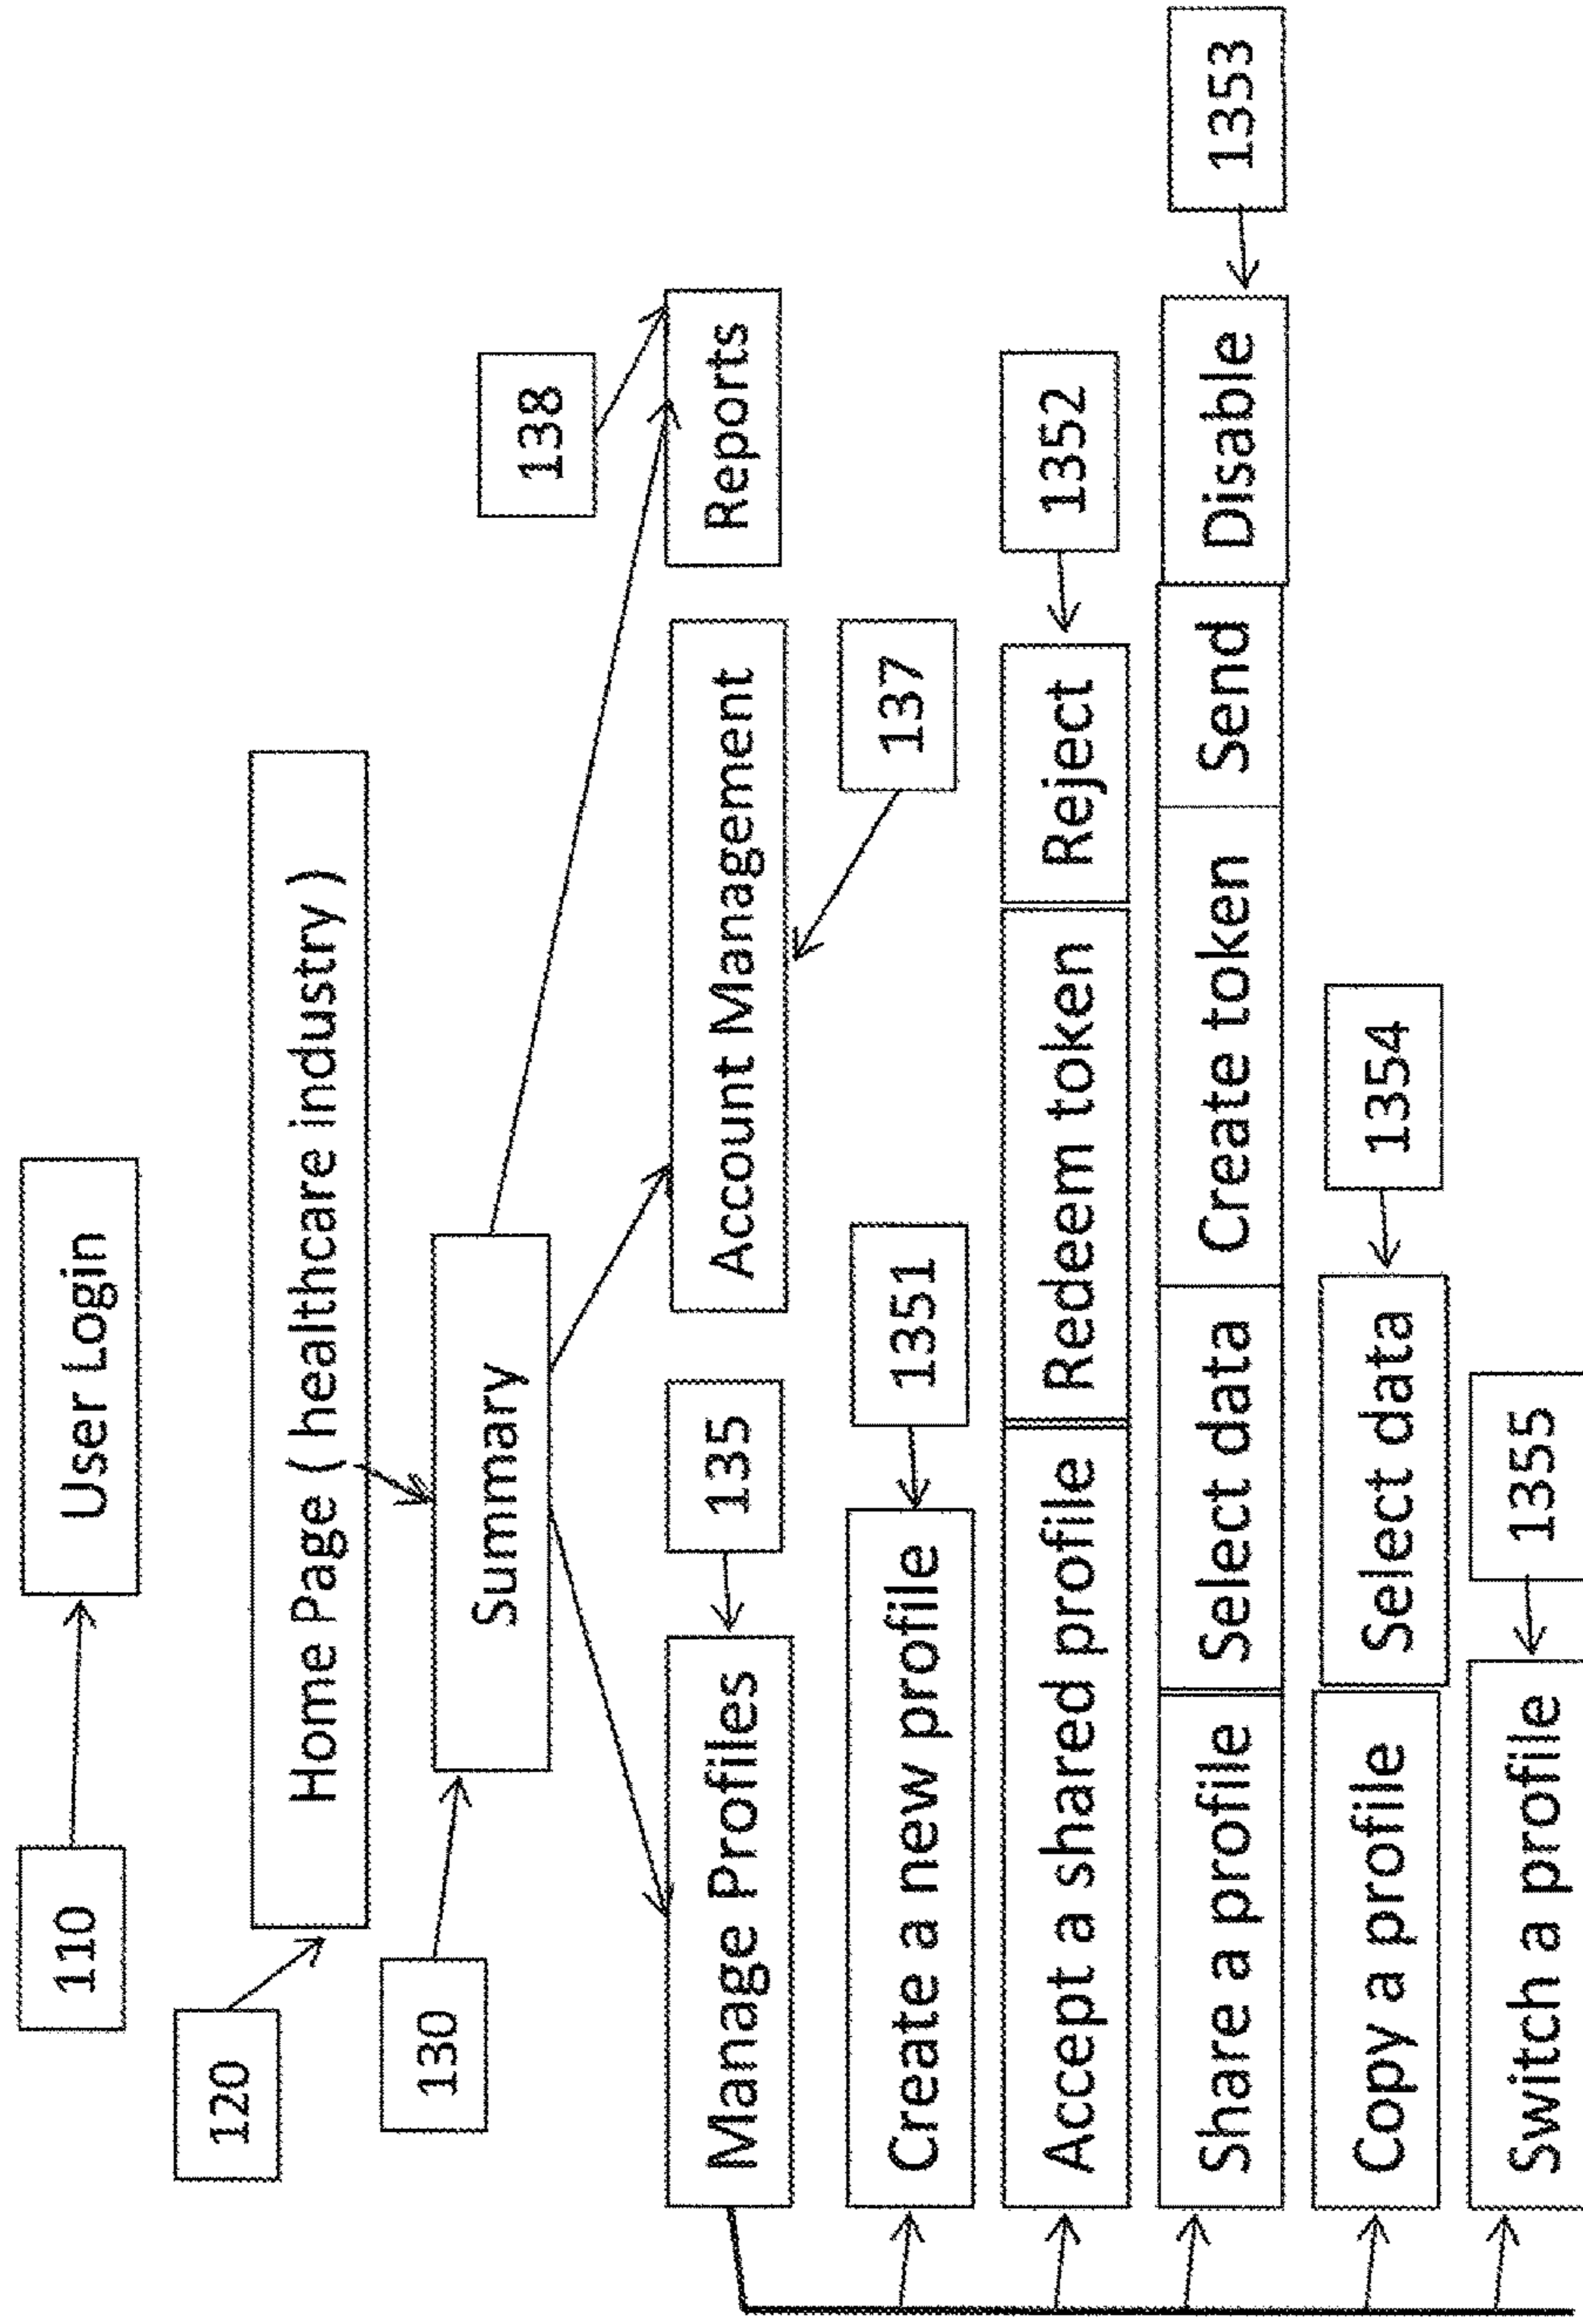 110
User Login
120
Home Page ( healthcare industry )
130
Summary
138
Manage Profiles
135
Account Management
Reports
137
Create a new profile
1351
Accept a shared profile
Redeem token
Reject
1352
Share a profile
Select data
Create token
Send
Disable
1353
Copy a profile
Select data
1354
Switch a profile
1355